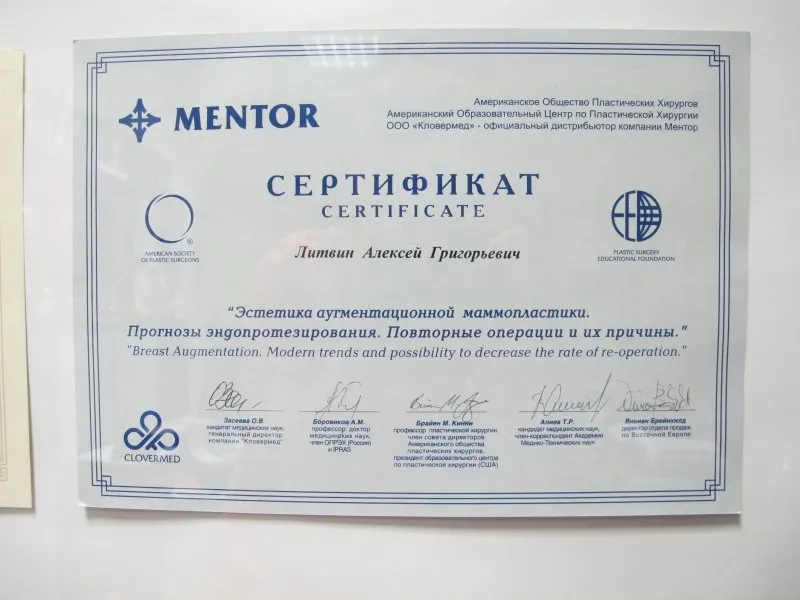 MENTOR
Американское Общество Пластических Хирургов
Американский Образовательный Центр по Пластической Хирургии
ООО «Кловермед» - официальный дистрибьютор компании Ментор
СЕРТИФИКАТ
CERTIFICATE
AMERICAN SOCIETY
OF PLASTIC SURGEONS
PLASTIC SURGERY
EDUCATIONAL FOUNDATION
Литвин Алексей Григорьевич
"Эстетика аугментационной маммопластики.
Прогнозы эндопротезирования. Повторные операции и их причины."
"Breast Augmentation. Modern trends and possibility to decrease the rate of re-operation."
CLOVERMED
Засеева О.В.
кандидат медицинских наук,
генеральный директор
компании "Кловермед"
Боровиков А.М.
профессор, доктор
медицинских наук,
член ОПРЭХ (Россия)
и IPRAS
Брайен М. Кинни
профессор пластической хирургии,
член совета директоров
Американского общества
пластических хирургов,
президент образовательного центра
по пластической хирургии (США)
Алиев Т.Р.
кандидат медицинских наук,
член-корреспондент Академии
Медико-Технических наук
Вивиан Брейнхилд
директор отдела продаж
по Восточной Европе